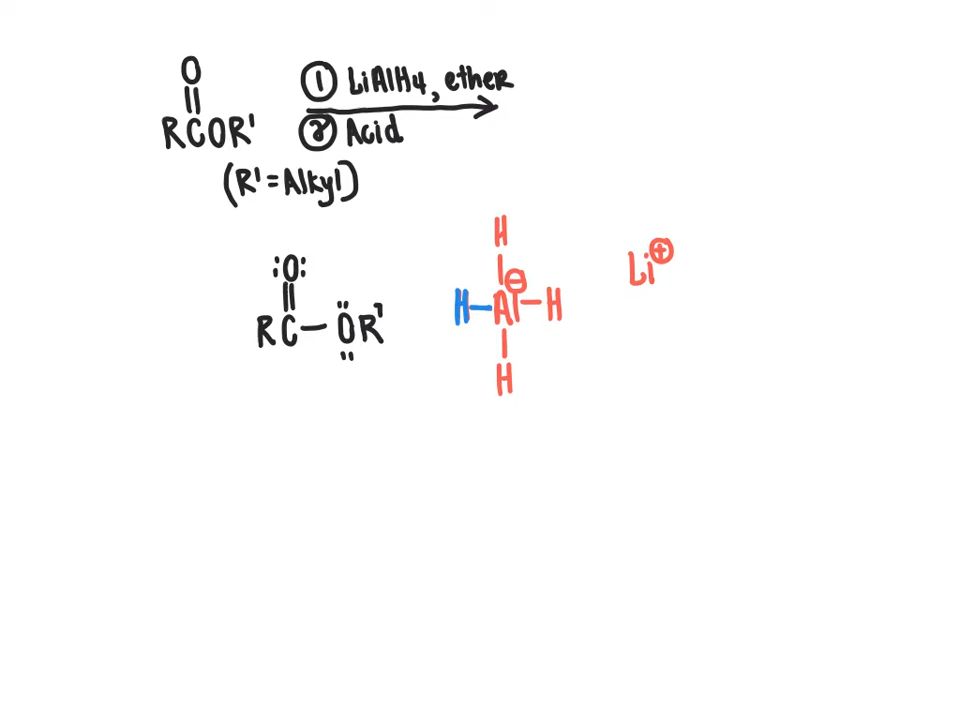 O
① LiAlH4, ether
RCOR'
② Acid
(R' = Alkyl)
H
:O:
⊖
Li⊕
H-Al-H
RC-ÖR'
H